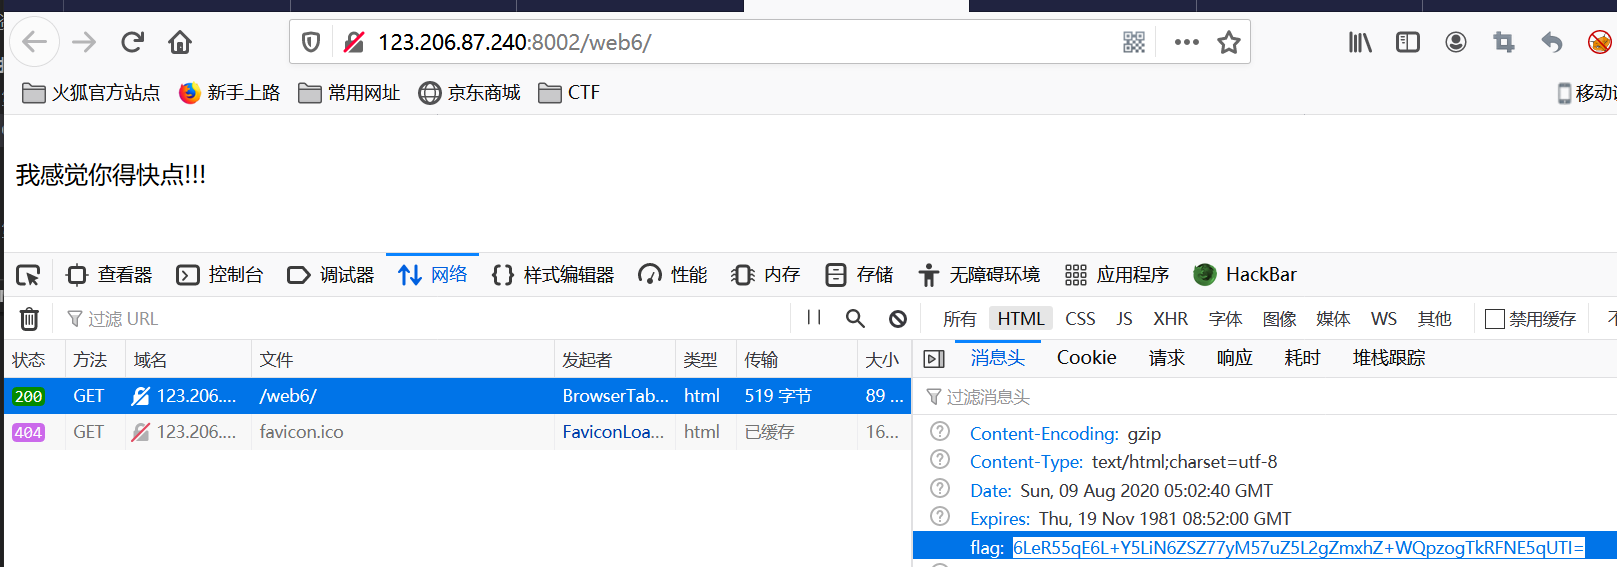 123.206.87.240:8002/web6/
火狐官方站点 新手上路 常用网址 京东商城 CTF
我感觉你得快点!!!
查看器 控制台 调试器 网络 样式编辑器 性能 内存 存储 无障碍环境 应用程序 HackBar
过滤 URL 所有 HTML CSS JS XHR 字体 图像 媒体 WS 其他 禁用缓存
状态 方法 域名 文件 发起者 类型 传输 大小 消息头 Cookie 请求 响应 耗时 堆栈跟踪
200 GET 123.206.… /web6/ BrowserTab… html 519 字节 89 …
过滤消息头
404 GET 123.206.… favicon.ico FaviconLoa… html 已缓存 16…
Content-Encoding: gzip
Content-Type: text/html;charset=utf-8
Date: Sun, 09 Aug 2020 05:02:40 GMT
Expires: Thu, 19 Nov 1981 08:52:00 GMT
flag: 6LeR55qE6L+Y5LiN6ZSZ77yM57uZ5L2gZmxhZ+WQpzogTkRFNE5qUTI=